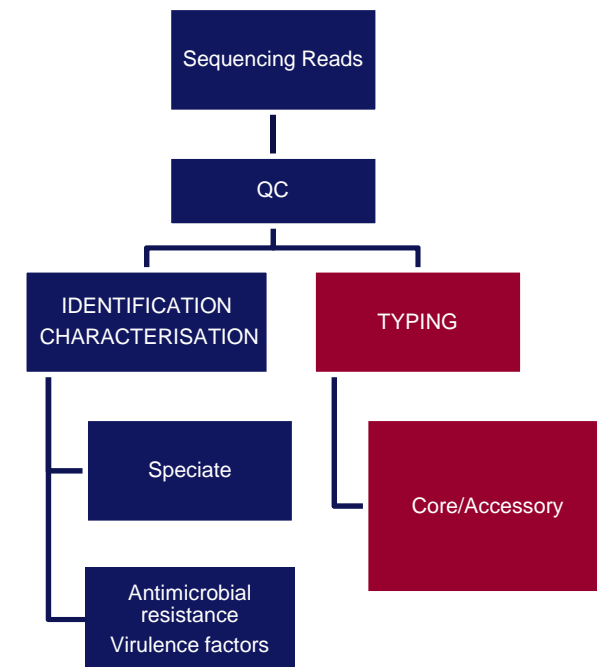 Sequencing Reads
QC
IDENTIFICATION
CHARACTERISATION
TYPING
Speciate
Core/Accessory
Antimicrobial
resistance
Virulence factors